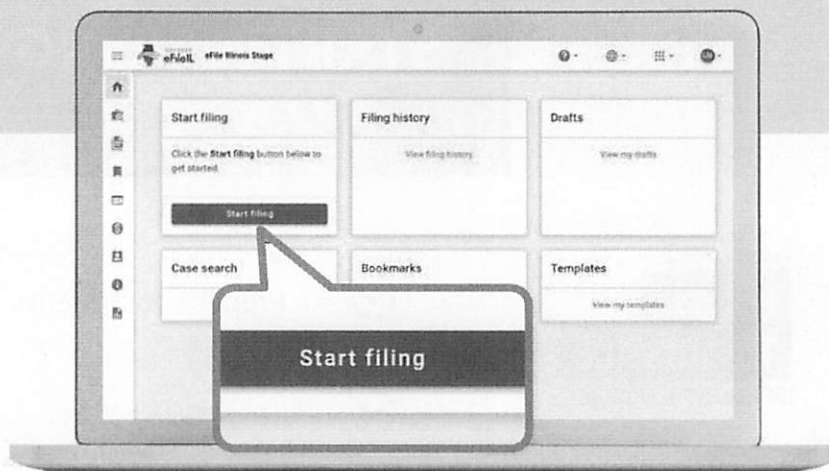 eFileIL eFile Illinois Stage
Start filing
Click the Start filing button below to
get started.
Start filing
Filing history
View filing history
Drafts
View my drafts
Case search
Bookmarks
Templates
View my templates
Start filing